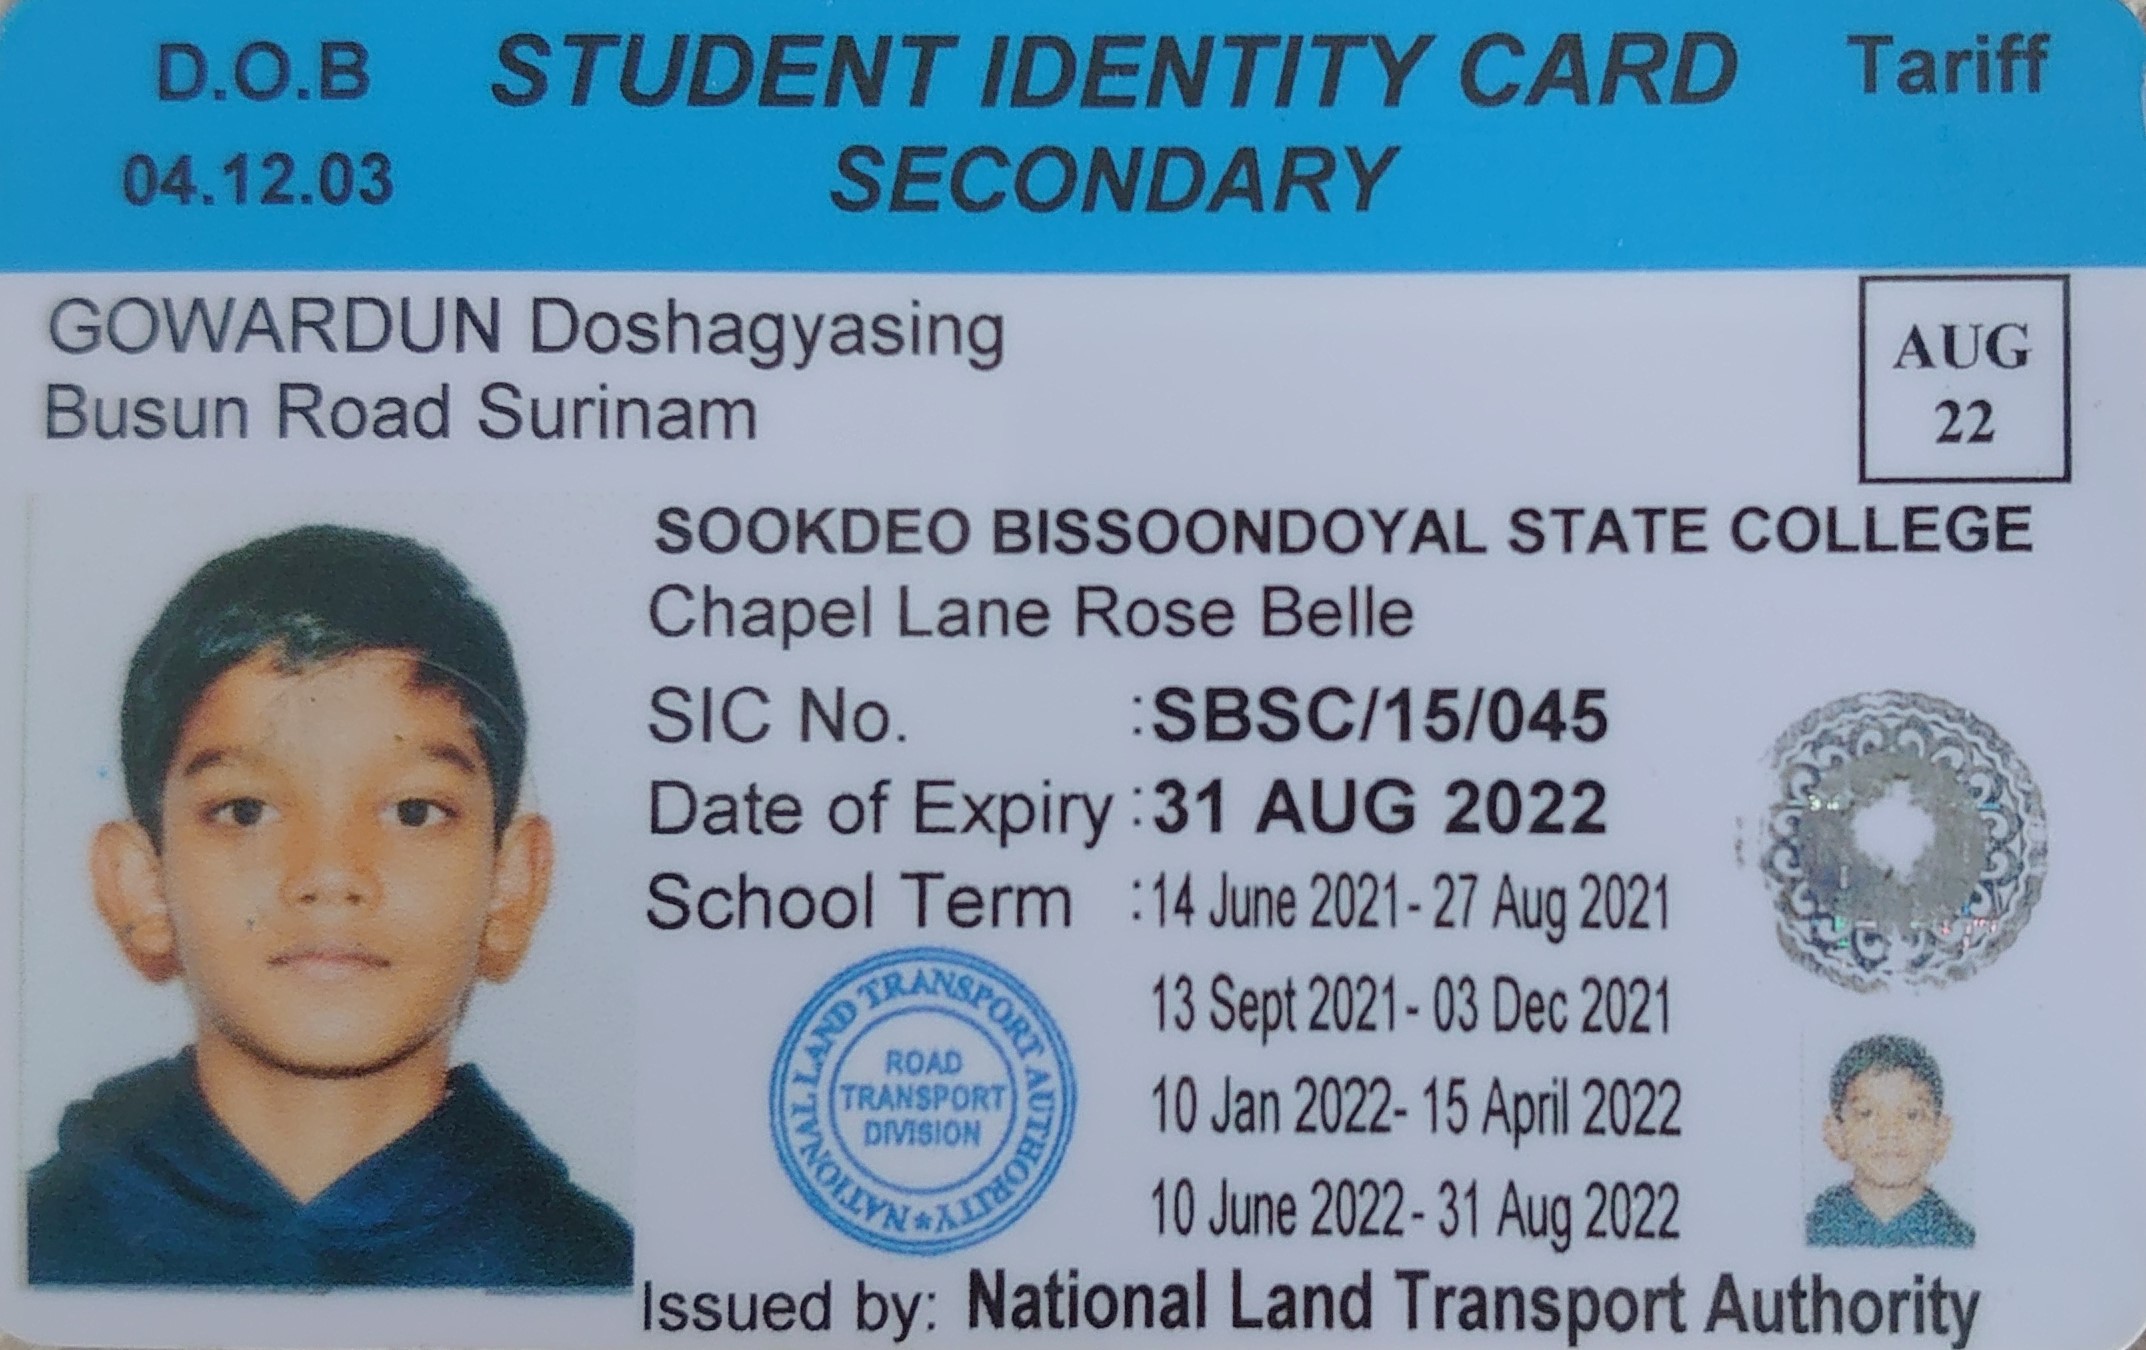 D.O.B
04.12.03
STUDENT IDENTITY CARD
SECONDARY
Tariff
GOWARDUN Doshagyasing
Busun Road Surinam
AUG
22
SOOKDEO BISSOONDOYAL STATE COLLEGE
Chapel Lane Rose Belle
SIC No. :SBSC/15/045
Date of Expiry :31 AUG 2022
School Term :14 June 2021- 27 Aug 2021
13 Sept 2021- 03 Dec 2021
10 Jan 2022- 15 April 2022
10 June 2022- 31 Aug 2022
NATIONAL LAND TRANSPORT AUTHORITY*
ROAD
TRANSPORT
DIVISION
Issued by: National Land Transport Authority